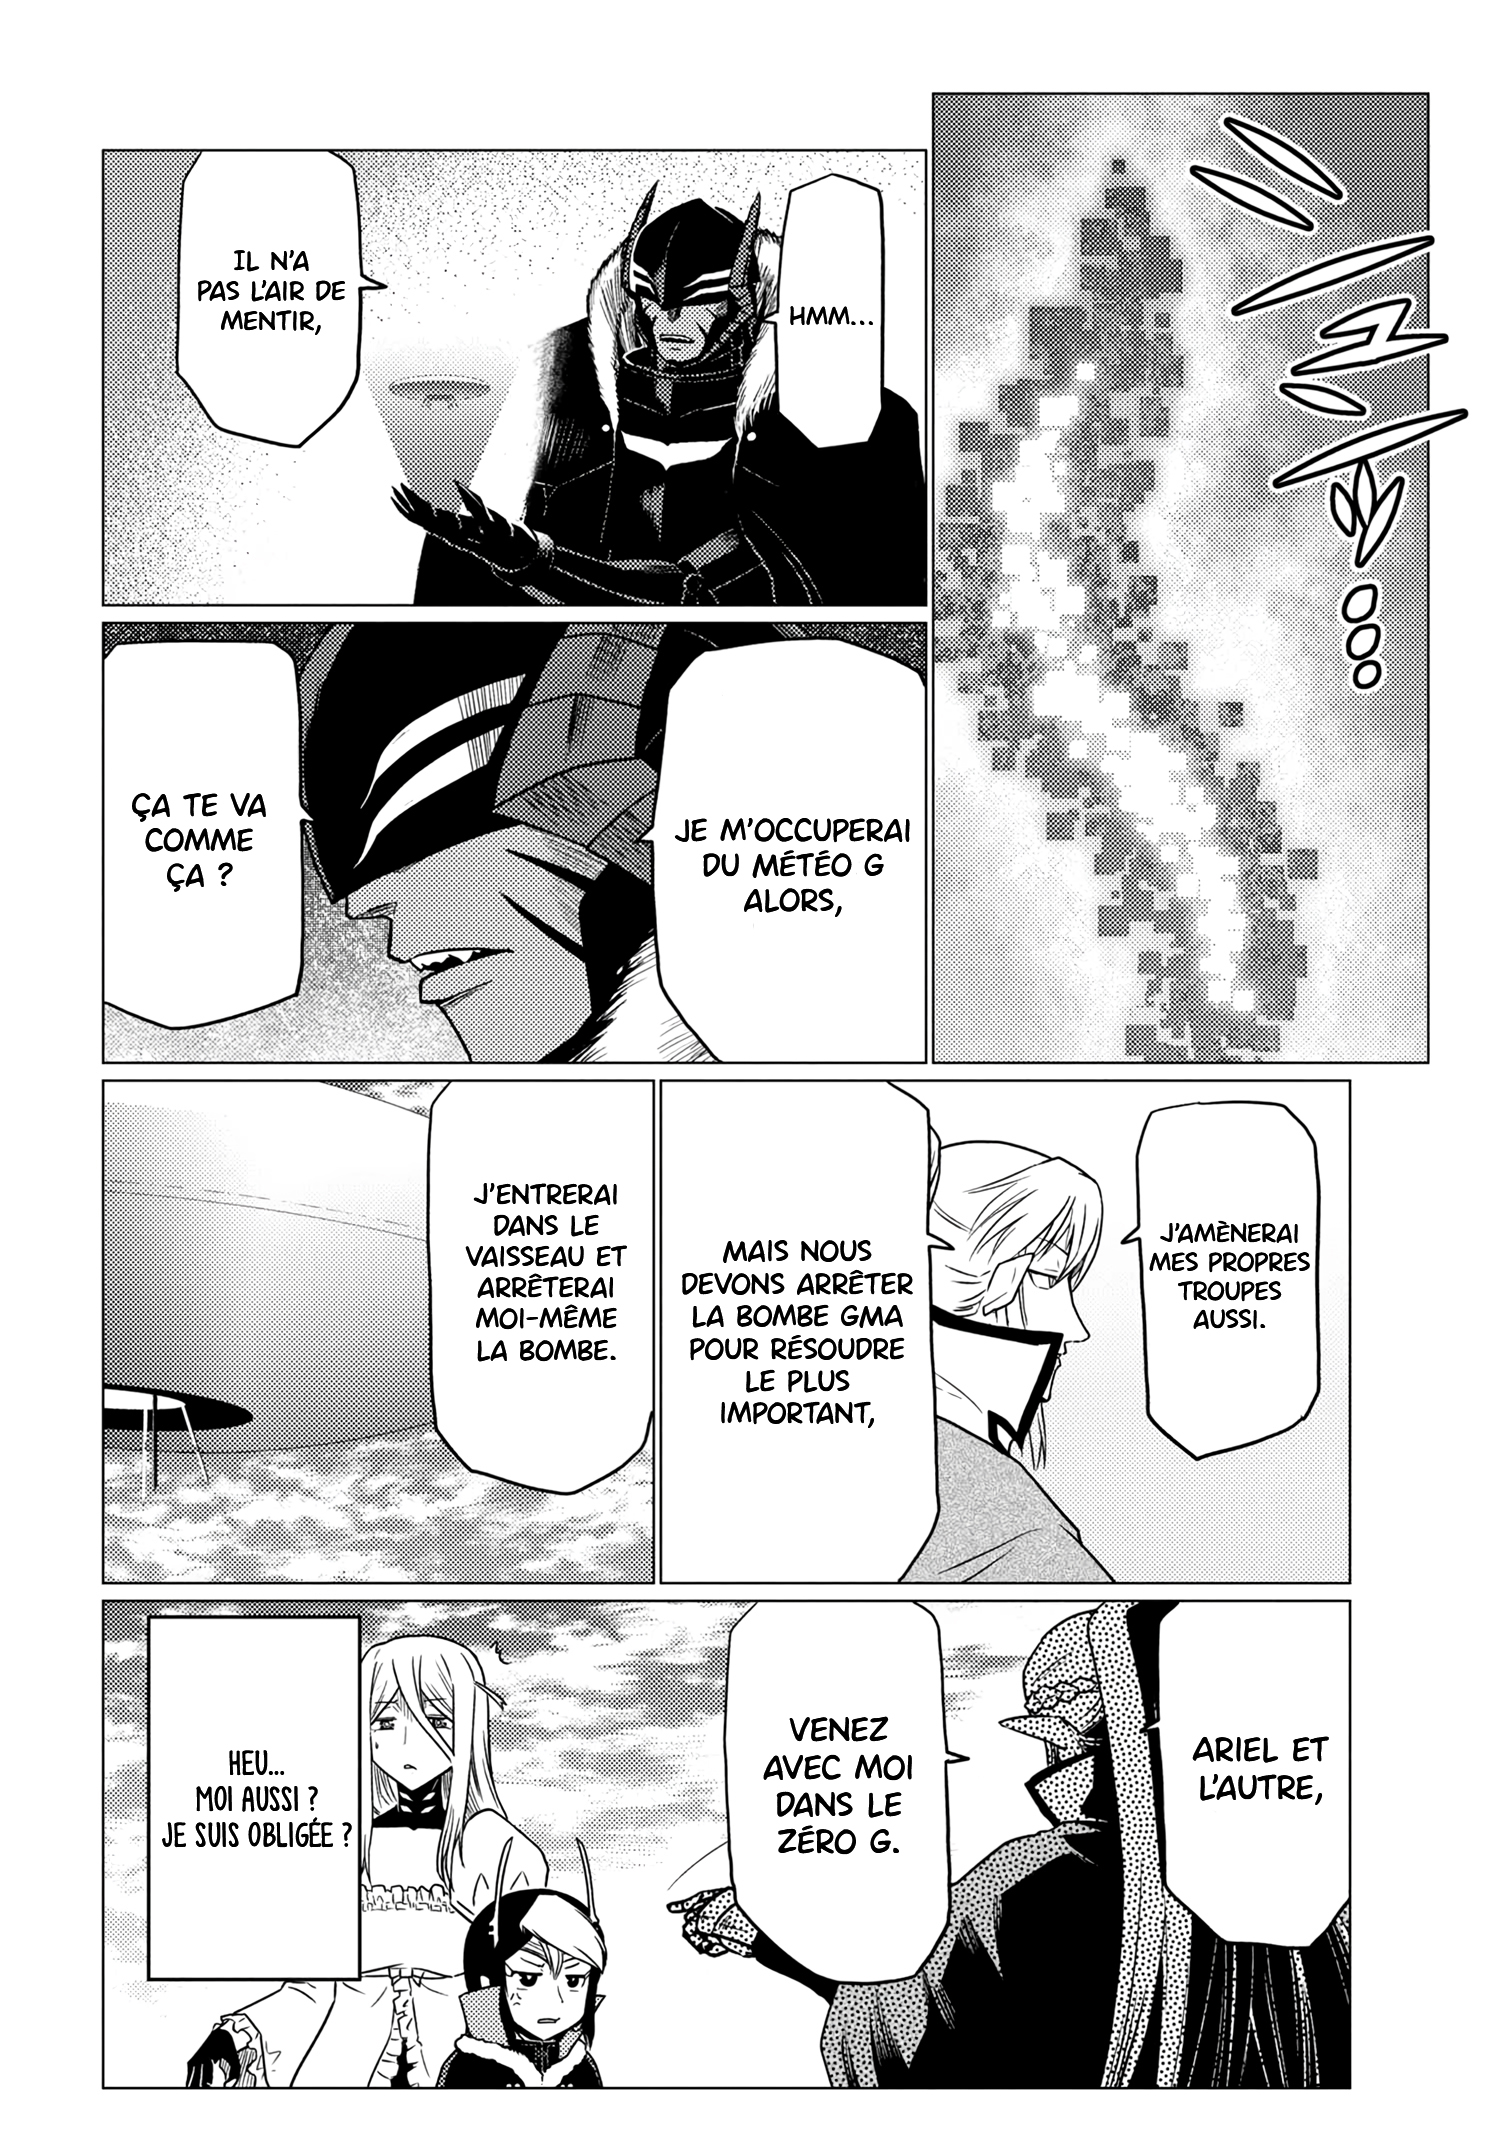 HMM...
IL N'A
PAS L'AIR DE
MENTIR,
JE M'OCCUPERAI
DU MÉTÉO G
ALORS,
ÇA TE VA
COMME
ÇA ?
J'AMÈNERAI
MES PROPRES
TROUPES
AUSSI.
MAIS NOUS
DEVONS ARRÊTER
LA BOMBE GMA
POUR RÉSOUDRE
LE PLUS
IMPORTANT,
J'ENTRERAI
DANS LE
VAISSEAU ET
ARRÊTERAI
MOI-MÊME
LA BOMBE.
ARIEL ET
L'AUTRE,
VENEZ
AVEC MOI
DANS LE
ZÉRO G.
HEU...
MOI AUSSI ?
JE SUIS OBLIGÉE ?